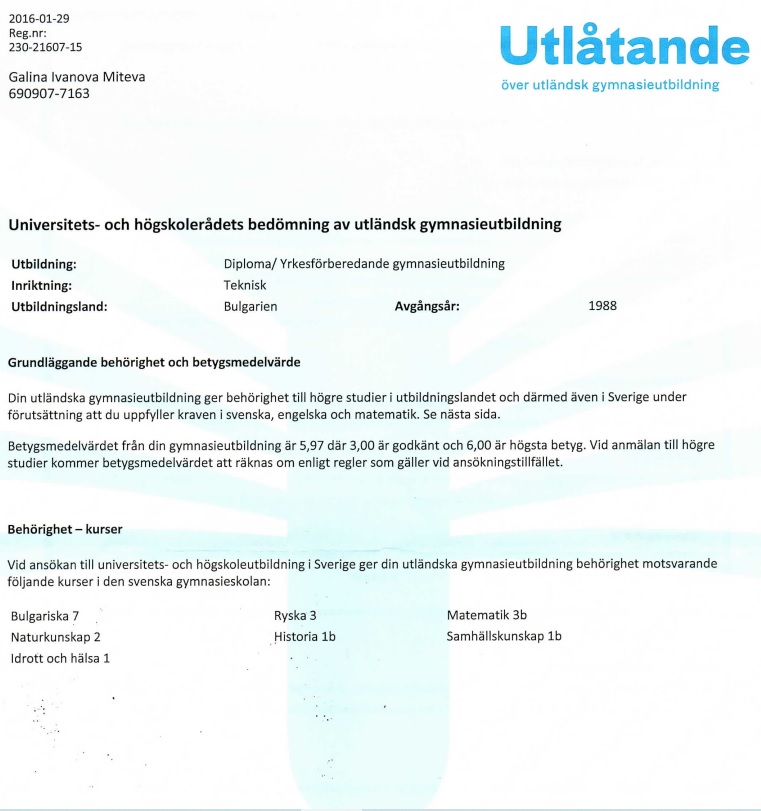 2016-01-29
Reg.nr:
230-21607-15
Galina Ivanova Miteva
690907-7163
Utlåtande
över utländsk gymnasieutbildning
Universitets- och högskolerådets bedömning av utländsk gymnasieutbildning
Utbildning: Diploma/ Yrkesförberedande gymnasieutbildning
Inriktning: Teknisk
Utbildningsland: Bulgarien Avgångsår: 1988
Grundläggande behörighet och betygsmedelvärde
Din utländska gymnasieutbildning ger behörighet till högre studier i utbildningslandet och därmed även i Sverige under
förutsättning att du uppfyller kraven i svenska, engelska och matematik. Se nästa sida.
Betygsmedelvärdet från din gymnasieutbildning är 5,97 där 3,00 är godkänt och 6,00 är högsta betyg. Vid anmälan till högre
studier kommer betygsmedelvärdet att räknas om enligt regler som gäller vid ansökningstillfället.
Behörighet – kurser
Vid ansökan till universitets- och högskoleutbildning i Sverige ger din utländska gymnasieutbildning behörighet motsvarande
följande kurser i den svenska gymnasieskolan:
Bulgariska 7 Ryska 3 Matematik 3b
Naturkunskap 2 Historia 1b Samhällskunskap 1b
Idrott och hälsa 1